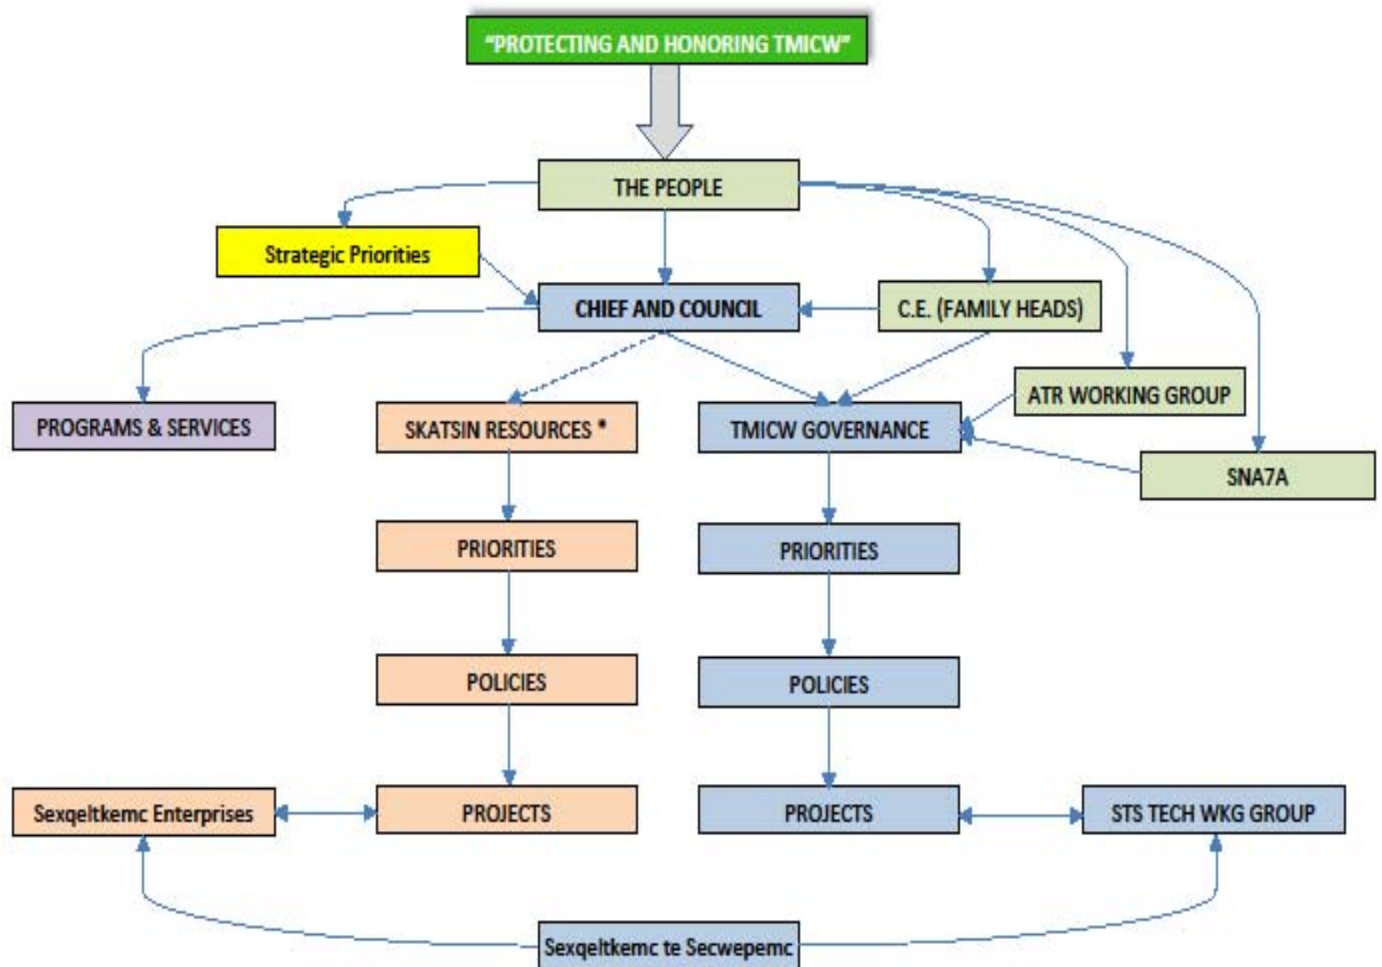 "PROTECTING AND HONORING TMICW"
THE PEOPLE
Strategic Priorities
CHIEF AND COUNCIL
C.E. (FAMILY HEADS)
ATR WORKING GROUP
PROGRAMS & SERVICES
SKATSIN RESOURCES *
TMICW GOVERNANCE
SNA7A
PRIORITIES
PRIORITIES
POLICIES
POLICIES
Sexqeltkemc Enterprises
PROJECTS
PROJECTS
STS TECH WKG GROUP
Sexqeltkemc te Secwepemc